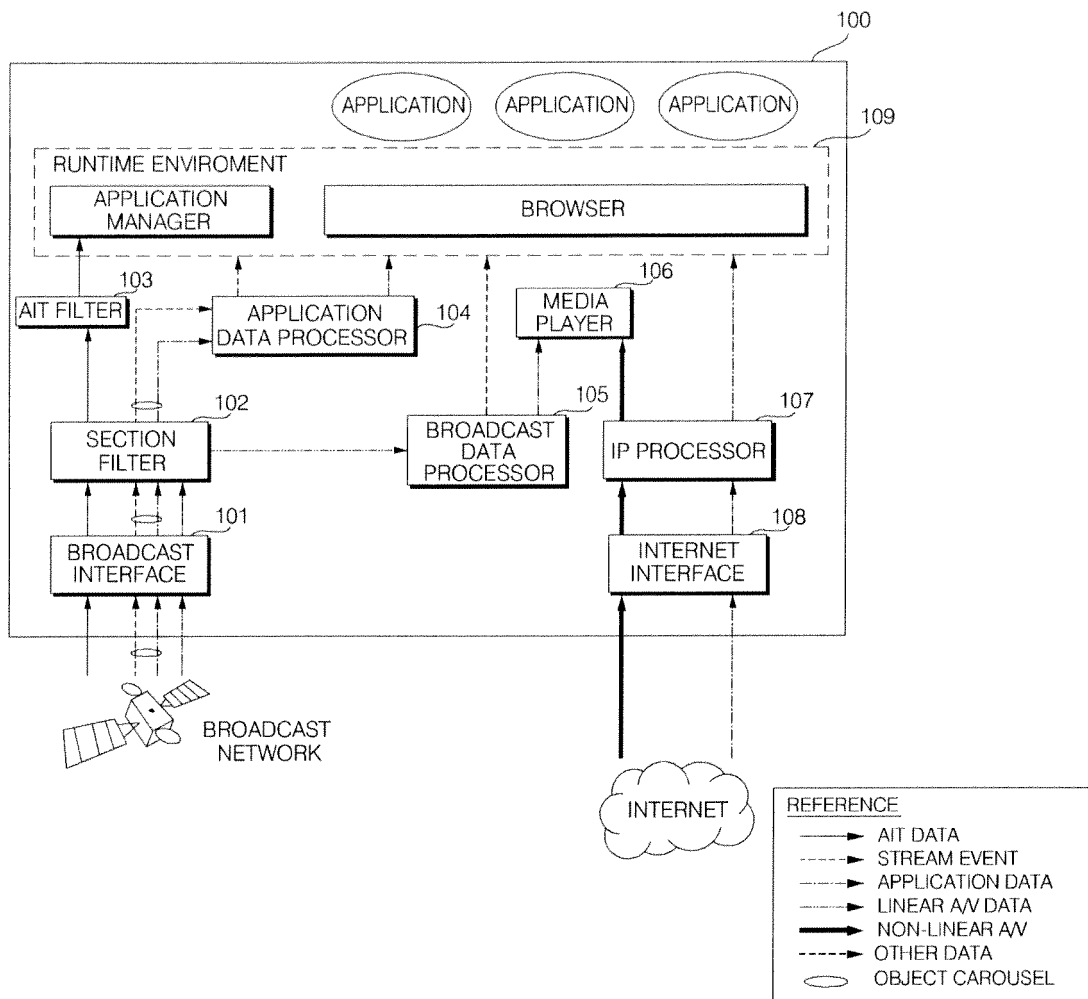 100
APPLICATION
APPLICATION
APPLICATION
109
RUNTIME ENVIROMENT
APPLICATION
MANAGER
BROWSER
103
AIT FILTER
APPLICATION
DATA PROCESSOR
104
106
MEDIA
PLAYER
102
SECTION
FILTER
105
BROADCAST
DATA
PROCESSOR
107
IP PROCESSOR
101
BROADCAST
INTERFACE
108
INTERNET
INTERFACE
BROADCAST
NETWORK
INTERNET
REFERENCE
AIT DATA
STREAM EVENT
APPLICATION DATA
LINEAR A/V DATA
NON-LINEAR A/V
OTHER DATA
OBJECT CAROUSEL